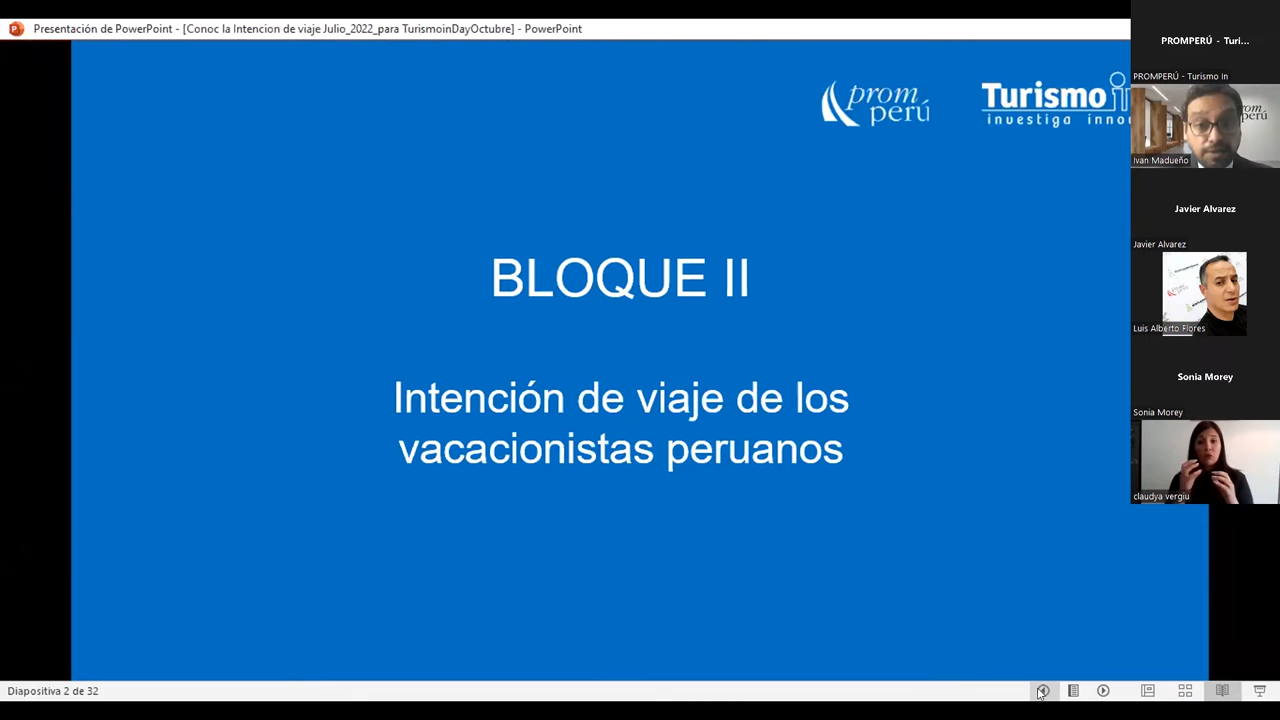 Presentación de PowerPoint - [Conoc la Intencion de viaje Julio_2022_para TurismoinDayOctubre] - PowerPoint
PROMPERÚ - Turi...
PROMPERÚ - Turismo In
prom
perú
Turismo in
investiga inno
Ivan Madueño
BLOQUE II
Intención de viaje de los
vacacionistas peruanos
Javier Alvarez
Javier Alvarez
Luis Alberto Flores
Sonia Morey
Sonia Morey
claudya vergiu
Diapositiva 2 de 32